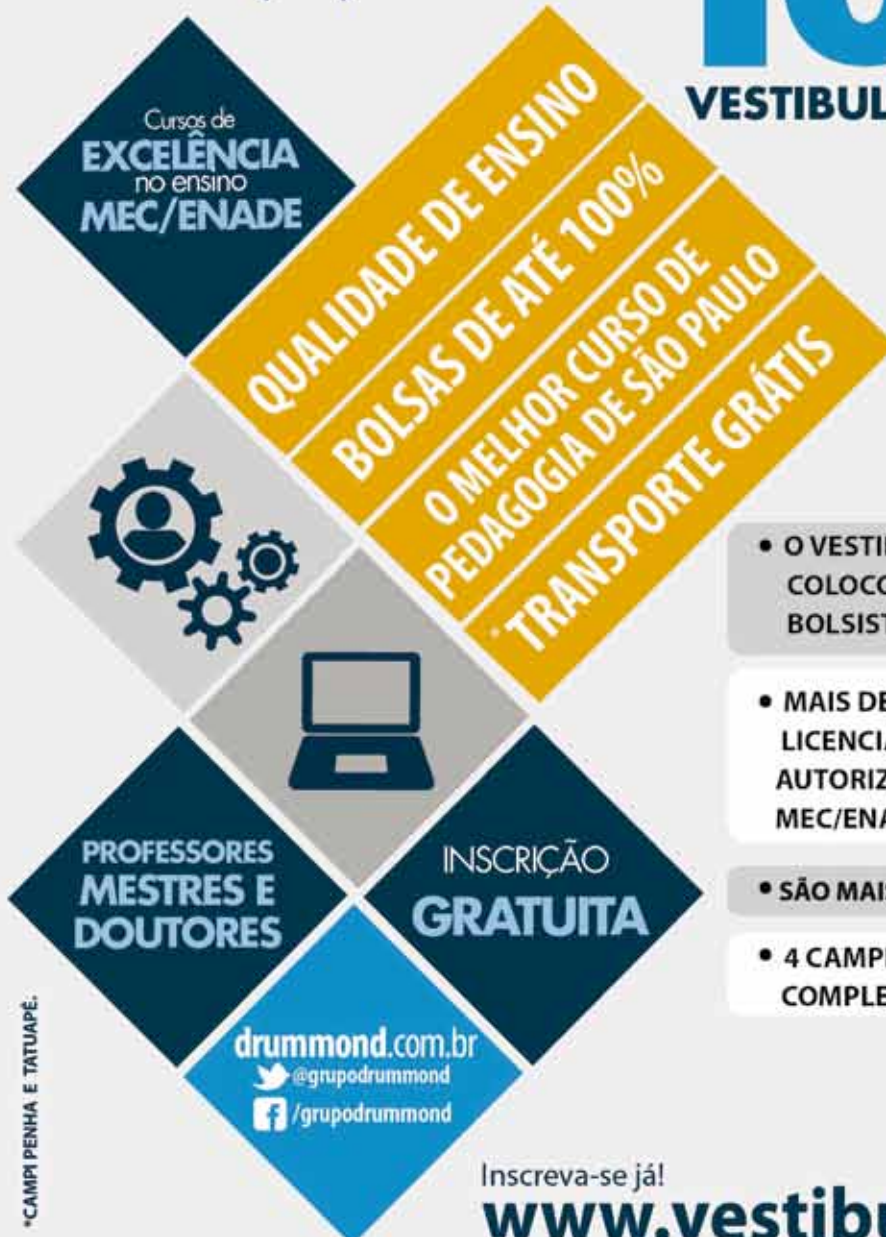 VESTIBUL
Cursos de
EXCELÊNCIA
no ensino
MEC/ENADE
QUALIDADE DE ENSINO
BOLSAS DE ATÉ 100%
O MELHOR CURSO DE
PEDAGOGIA DE SÃO PAULO
*TRANSPORTE GRÁTIS
• O VESTI
COLOCO
BOLSIST
• MAIS DE
LICENCIA
AUTORIZ
MEC/ENA
• SÃO MAIS
• 4 CAMPI
COMPLE
PROFESSORES
MESTRES E
DOUTORES
INSCRIÇÃO
GRATUITA
drummond.com.br
@grupodrummond
/grupodrummond
*CAMPI PENHA E TATUAPÉ.
Inscreva-se já!
www.vestibu